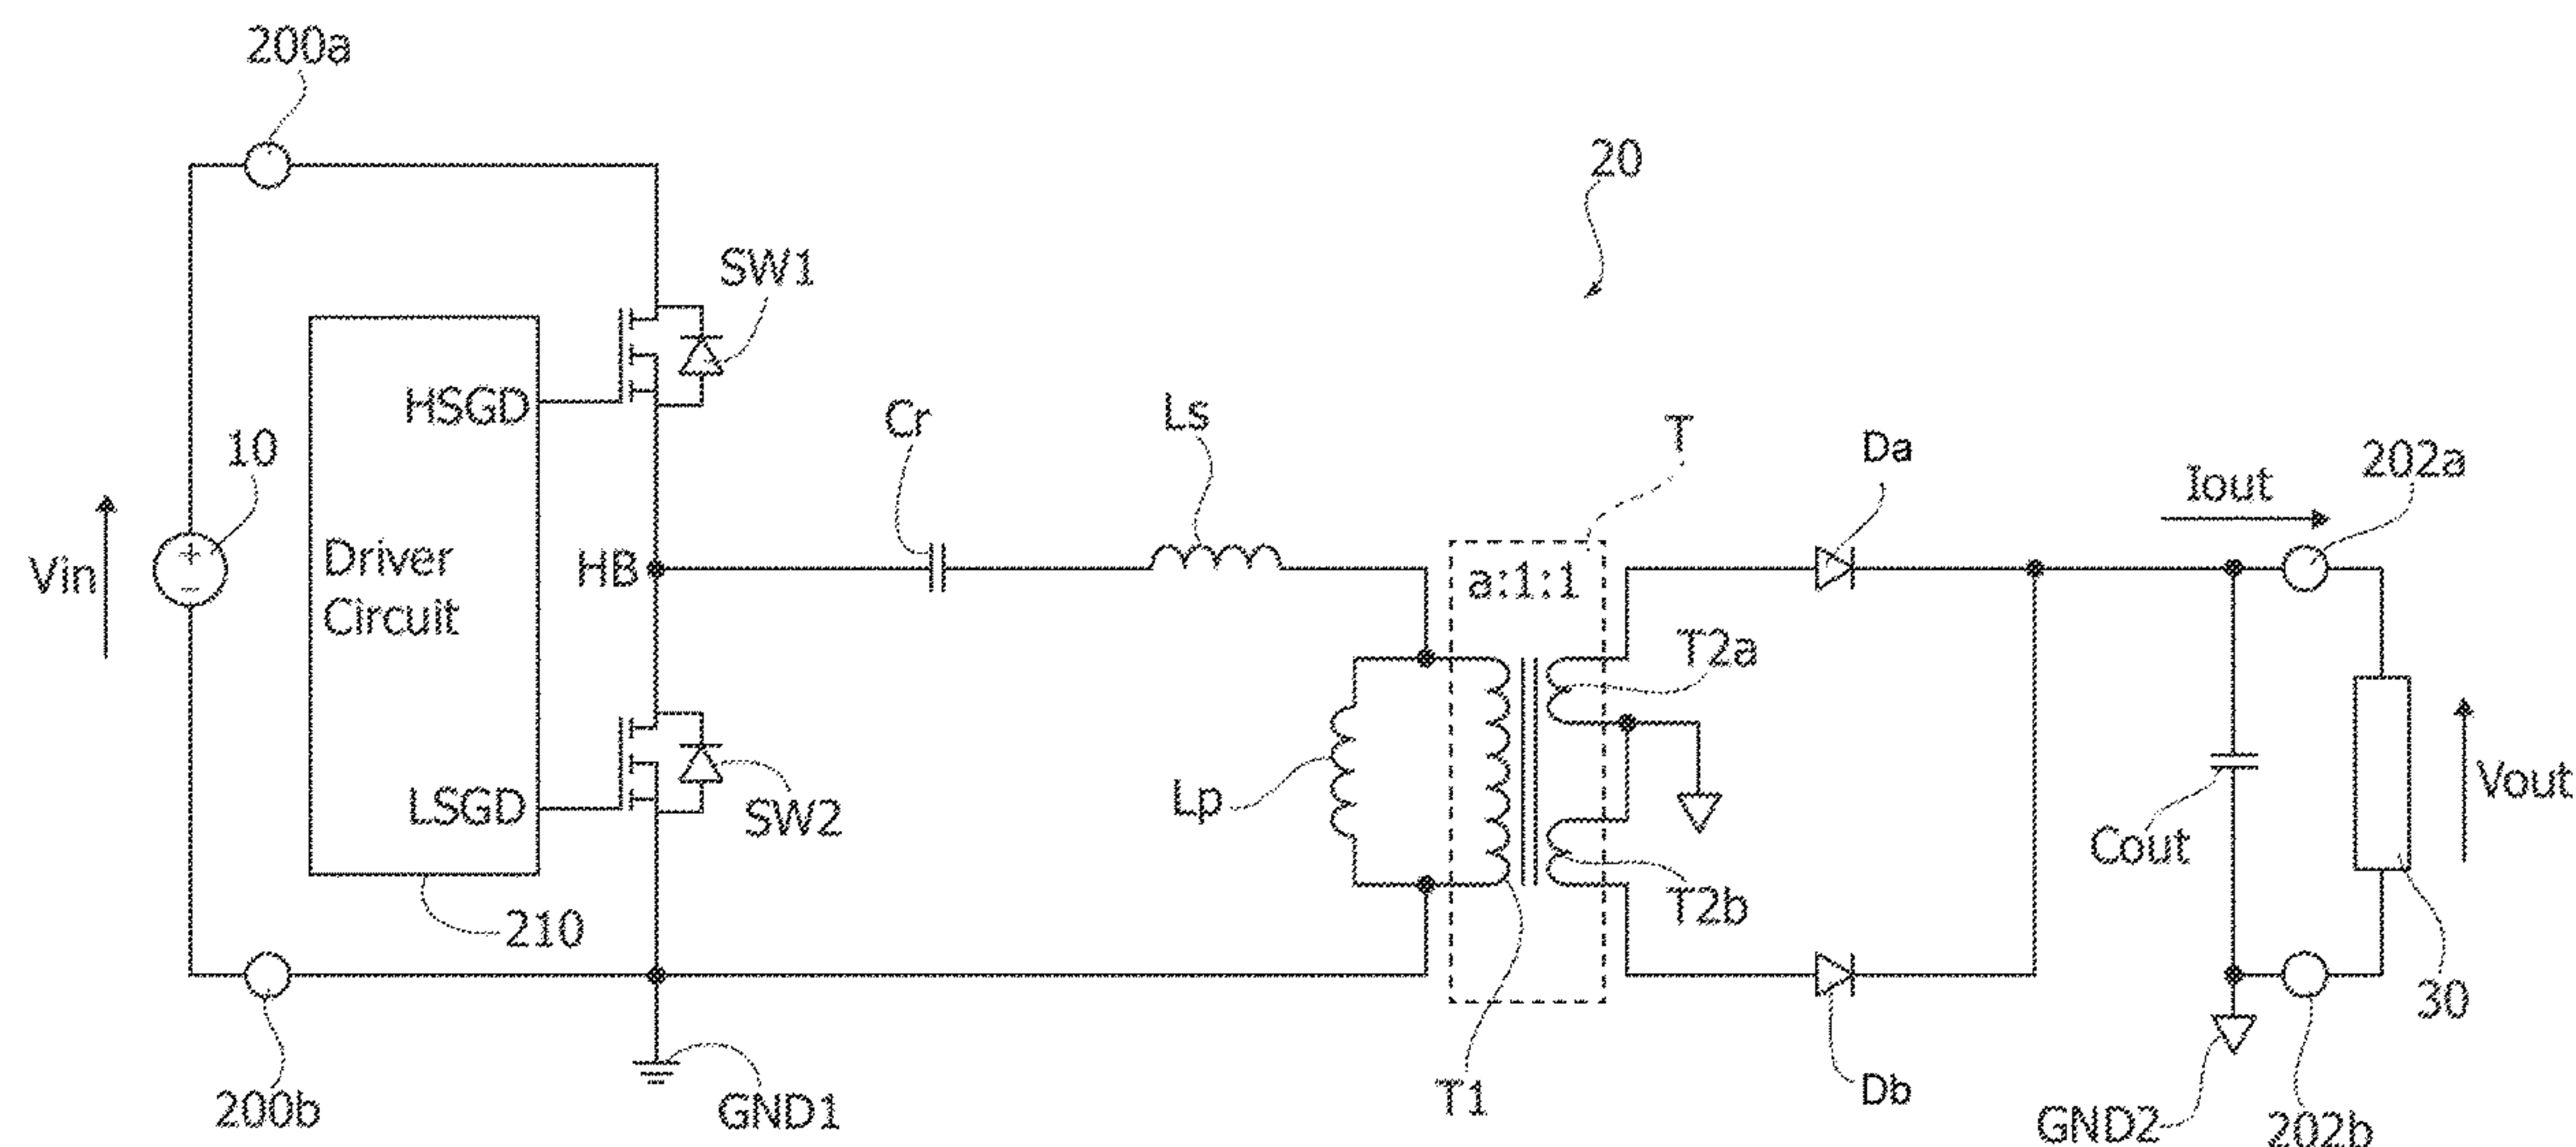 200a
20
SW1
HSGD
Cr
Ls
T
Da
202a
10
Iout
Vin
+
-
Driver
Circuit
HB
a:1:1
T2a
Lp
Vout
LSGD
SW2
Cout
T2b
210
30
200b
GND1
T1
Db
GND2
202b